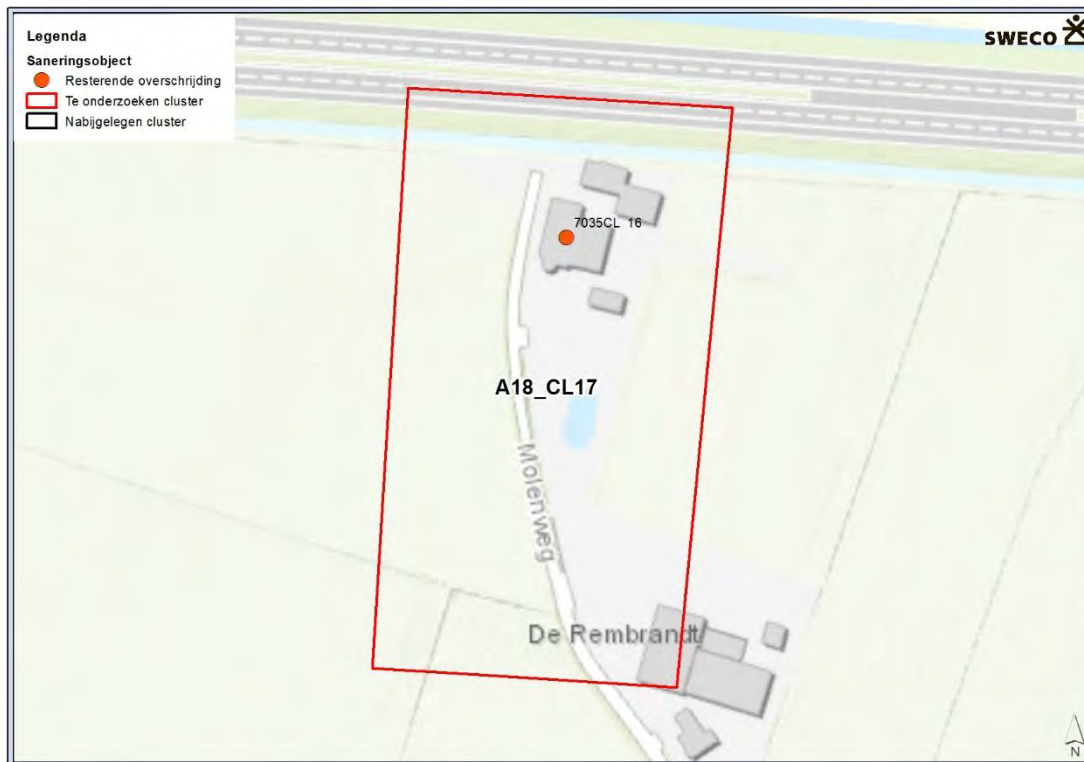 Legenda
Saneringsobject
Resterende overschrijding
Te onderzoeken cluster
Nabijgelegen cluster
SWECO
7035CL 16
A18_CL17
Molenweg
De Rembrandt
N